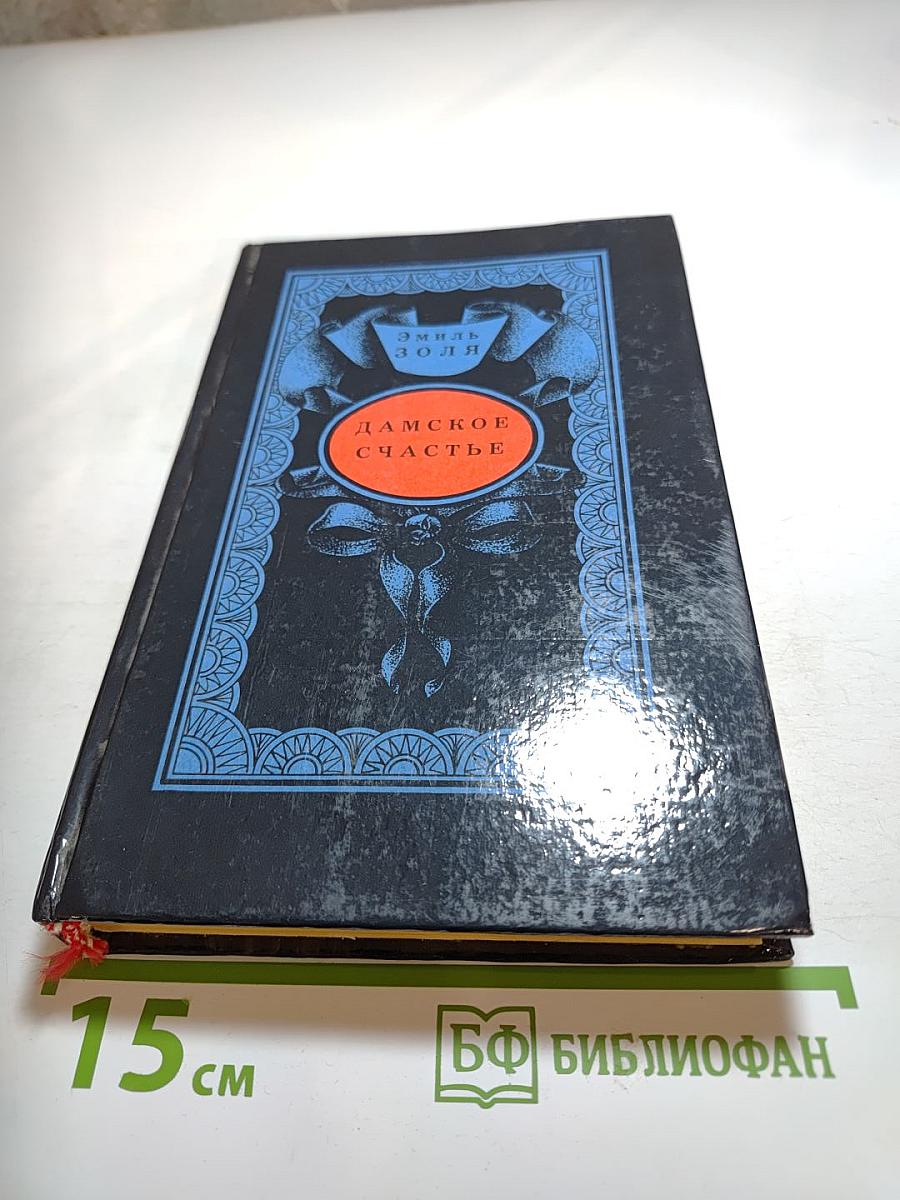 Эмиль
ЗОЛЯ
ДАМСКОЕ
СЧАСТЬЕ
15 см
БФ БИБЛИОФАН